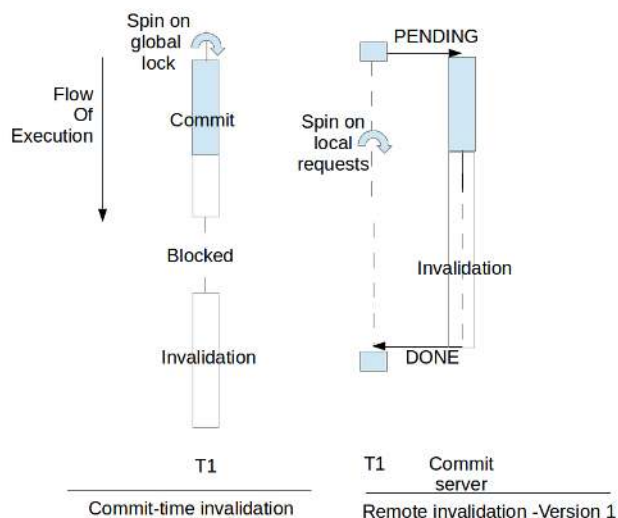 Spin on
global
lock
PENDING
Flow
Of
Execution
Commit
Spin on
local
requests
Blocked
Invalidation
Invalidation
DONE
T1
T1
Commit
server
Commit-time invalidation
Remote invalidation -Version 1